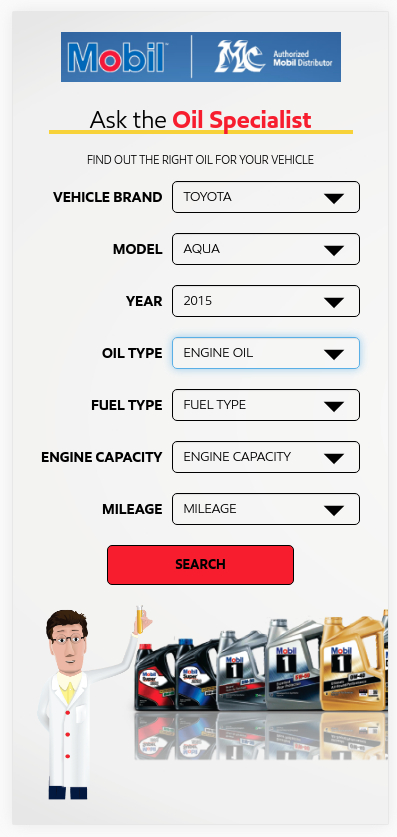 Mobil™
MC
Authorized
Mobil Distributor
Ask the Oil Specialist
FIND OUT THE RIGHT OIL FOR YOUR VEHICLE
VEHICLE BRAND TOYOTA
MODEL AQUA
YEAR 2015
OIL TYPE ENGINE OIL
FUEL TYPE FUEL TYPE
ENGINE CAPACITY ENGINE CAPACITY
MILEAGE MILEAGE
SEARCH
Mobil Super
Mobil Super
Mobil 1
Mobil 1
Mobil 1